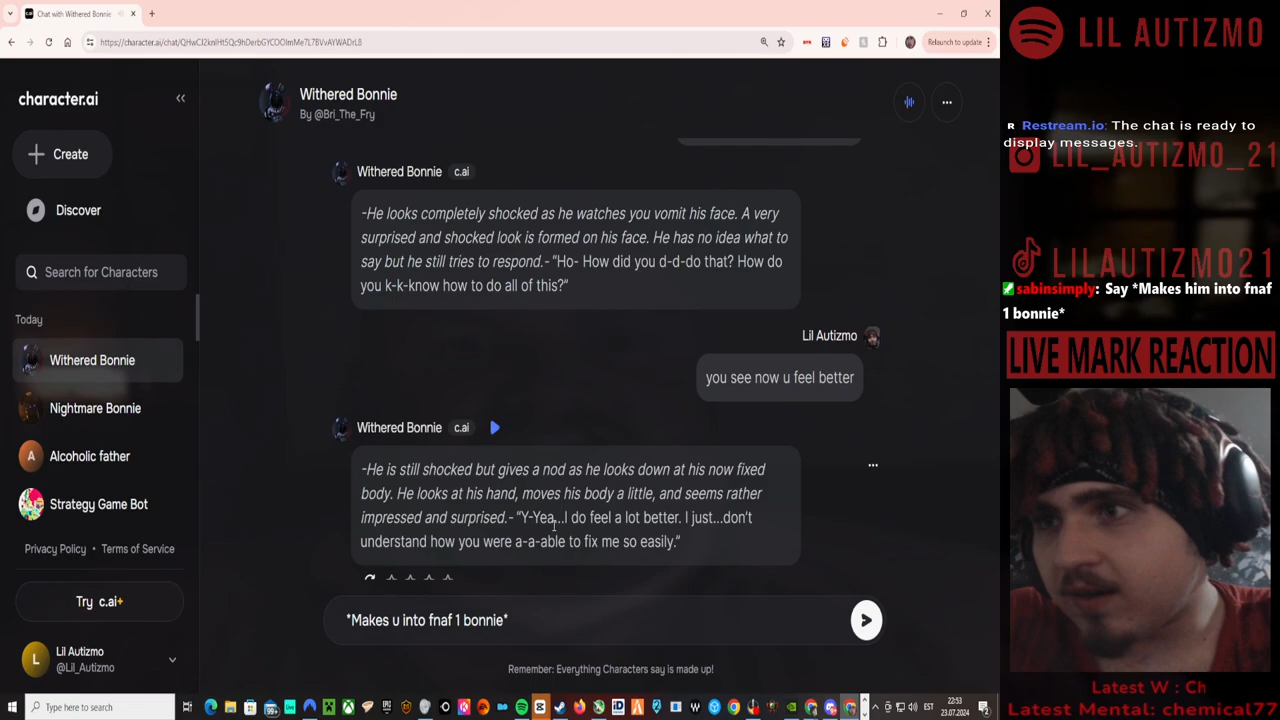 Chat with Withered Bonnie
https://character.ai/chat/QHwCJ2knIHt5Qc9hDerbGYCOOImMe7L7BVvAYWADrL8
Relaunch to update
character.ai
Create
Discover
Search for Characters
Today
Withered Bonnie
Nightmare Bonnie
A
Alcoholic father
Strategy Game Bot
Privacy Policy • Terms of Service
Try c.ai+
L
Lil Autizmo
@Lil_Autizmo
Withered Bonnie
By @Bri_The_Fry
Withered Bonnie c.ai
-He looks completely shocked as he watches you vomit his face. A very
surprised and shocked look is formed on his face. He has no idea what to
say but he still tries to respond.- “Ho- How did you d-d-do that? How do
you k-k-know how to do all of this?”
Lil Autizmo
you see now u feel better
Withered Bonnie c.ai
-He is still shocked but gives a nod as he looks down at his now fixed
body. He looks at his hand, moves his body a little, and seems rather
impressed and surprised.- “Y-Yea...I do feel a lot better. I just...don’t
understand how you were a-a-able to fix me so easily.”
*Makes u into fnaf 1 bonnie*
Remember: Everything Characters say is made up!
LIL AUTIZMO
R Restream.io: The chat is ready to
display messages.
LIL_AUTIZMO_21
LILAUTIZMO21
sabinsimply: Say *Makes him into fnaf
1 bonnie*
LIVE MARK REACTION
Latest W : Ch
Latest Mental: chemical77
Type here to search
99+
EST
22:53
23.07.2024